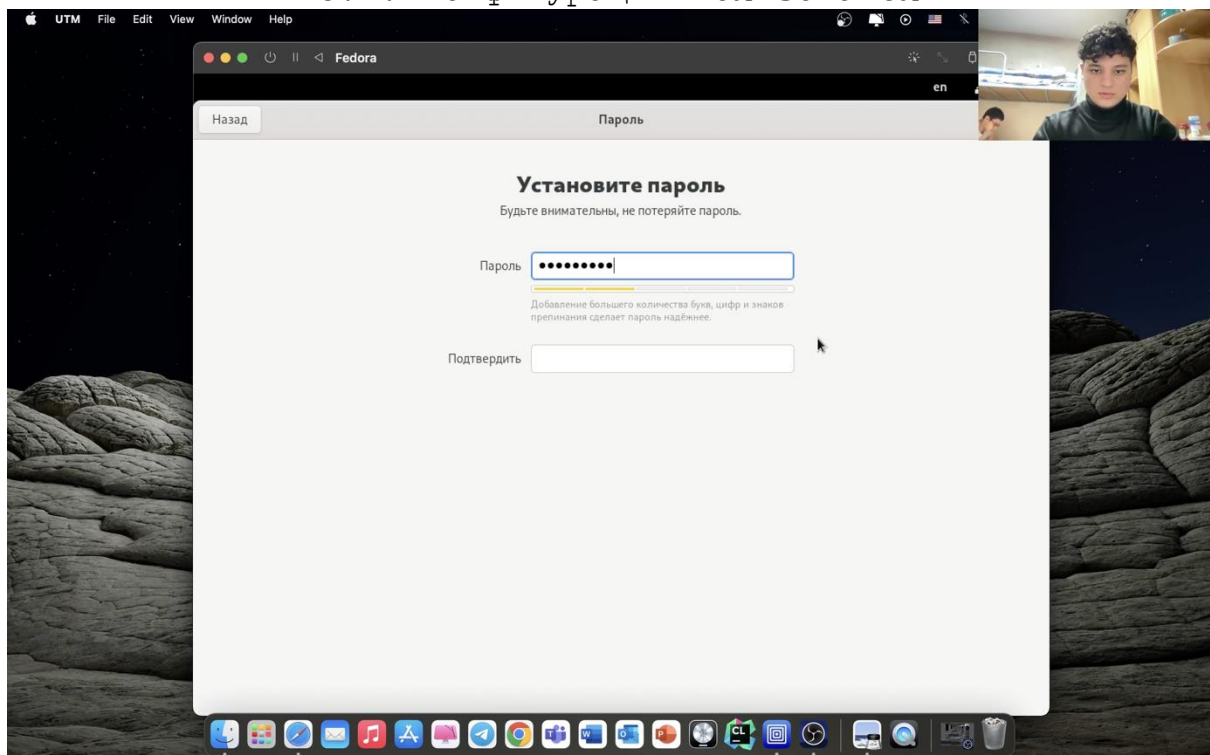 UTM File Edit View Window Help
Fedora
en
Назад
Пароль
Установите пароль
Будьте внимательны, не потеряйте пароль.
Пароль •••••••••
Добавление большего количества букв, цифр и знаков
препинания сделает пароль надёжнее.
Подтвердить